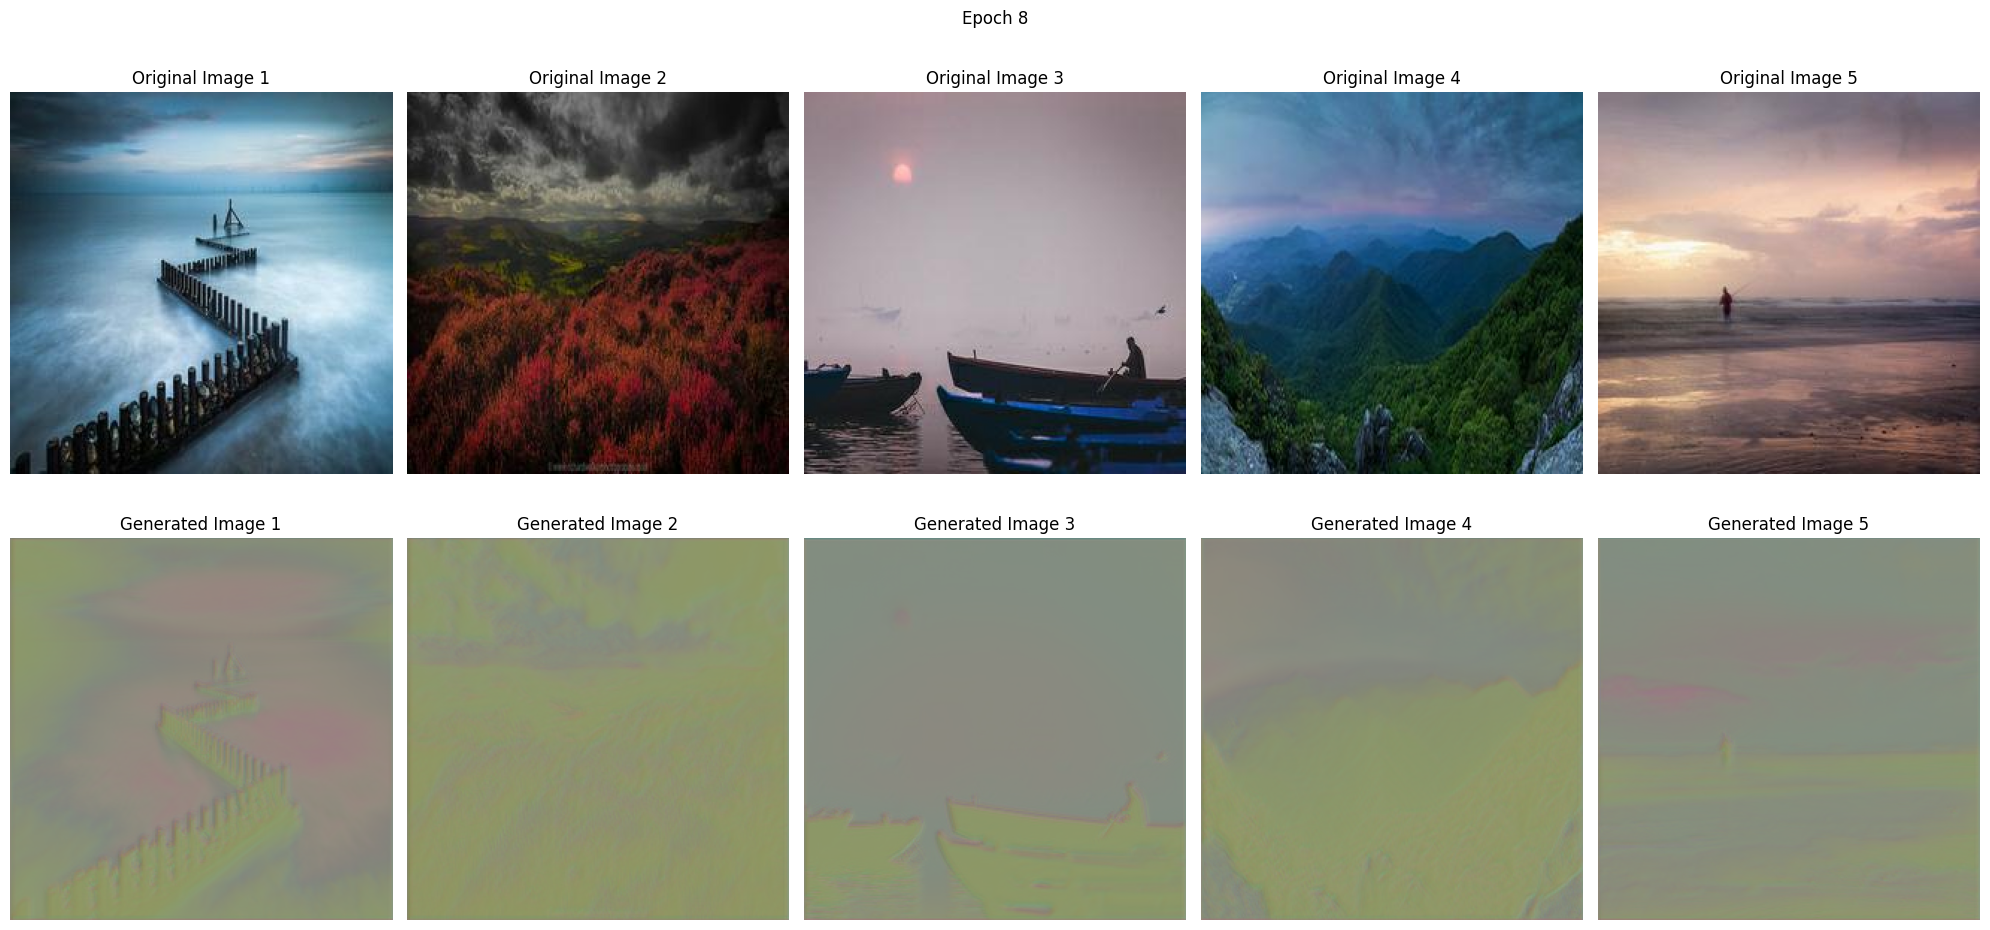 Epoch 8
Original Image 1
Original Image 2
Original Image 3
Original Image 4
Original Image 5
Generated Image 1
Generated Image 2
Generated Image 3
Generated Image 4
Generated Image 5